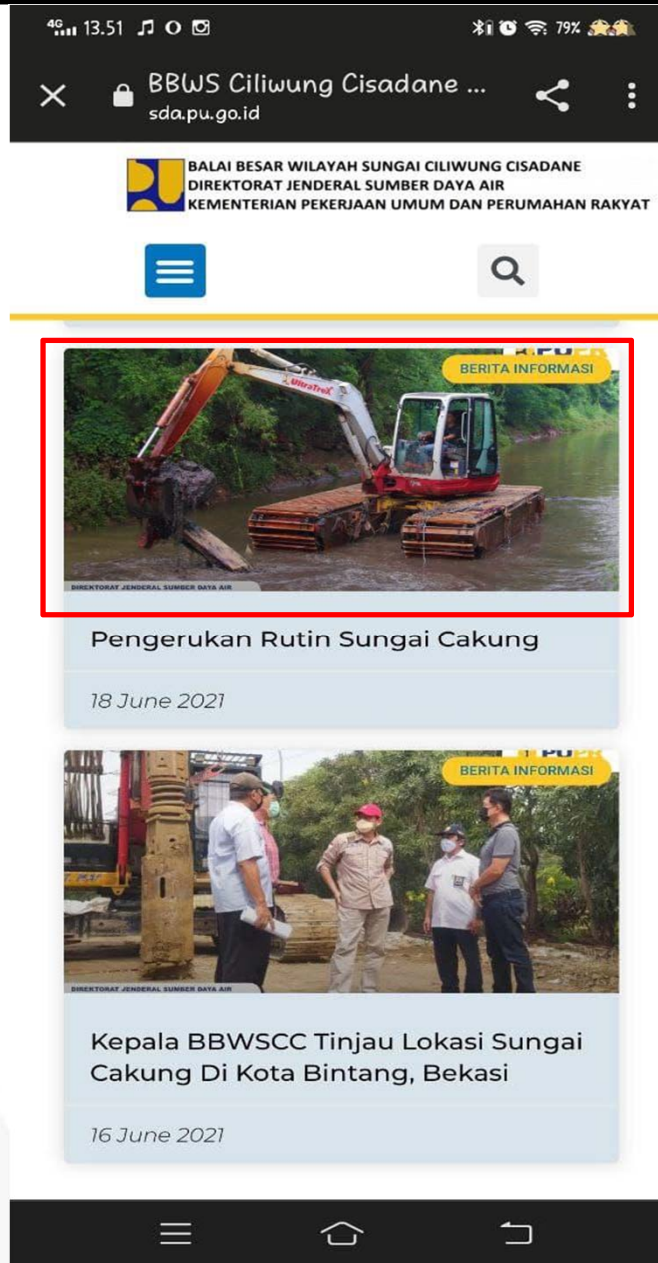 4G 13.51 79%
BBWS Ciliwung Cisadane ...
sda.pu.go.id
BALAI BESAR WILAYAH SUNGAI CILIWUNG CISADANE
DIREKTORAT JENDERAL SUMBER DAYA AIR
KEMENTERIAN PEKERJAAN UMUM DAN PERUMAHAN RAKYAT
BERITA INFORMASI
UltraTreX
DIREKTORAT JENDERAL SUMBER DAYA AIR
Pengerukan Rutin Sungai Cakung
18 June 2021
BERITA INFORMASI
DIREKTORAT JENDERAL SUMBER DAYA AIR
Kepala BBWSCC Tinjau Lokasi Sungai
Cakung Di Kota Bintang, Bekasi
16 June 2021